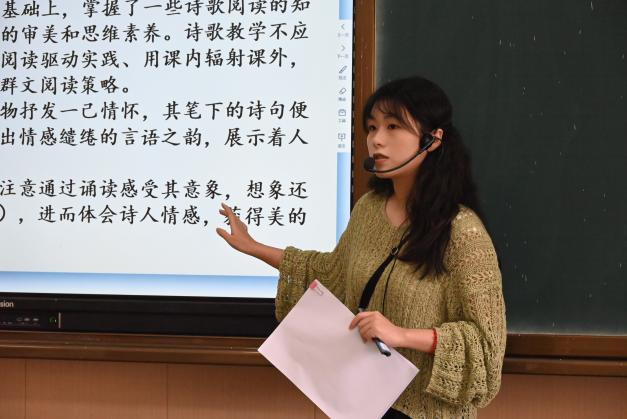 基础上，掌握了一些诗歌阅读的知
的审美和思维素养。诗歌教学不应
阅读驱动实践、用课内辐射课外，
群文阅读策略。
物抒发一己情怀，其笔下的诗句便
出情感缱绻的言语之韵，展示着人
注意通过诵读感受其意象，想象还
），进而体会诗人情感，获得美的
sion